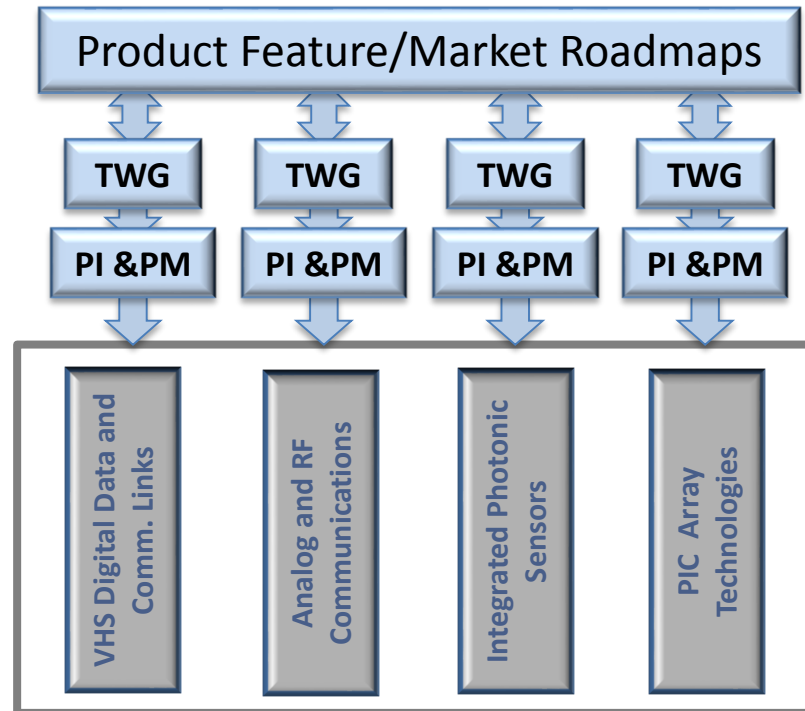 Product Feature/Market Roadmaps
TWG
TWG
TWG
TWG
PI &PM
PI &PM
PI &PM
PI &PM
VHS Digital Data and
Comm. Links
Analog and RF
Communications
Integrated Photonic
Sensors
PIC Array
Technologies